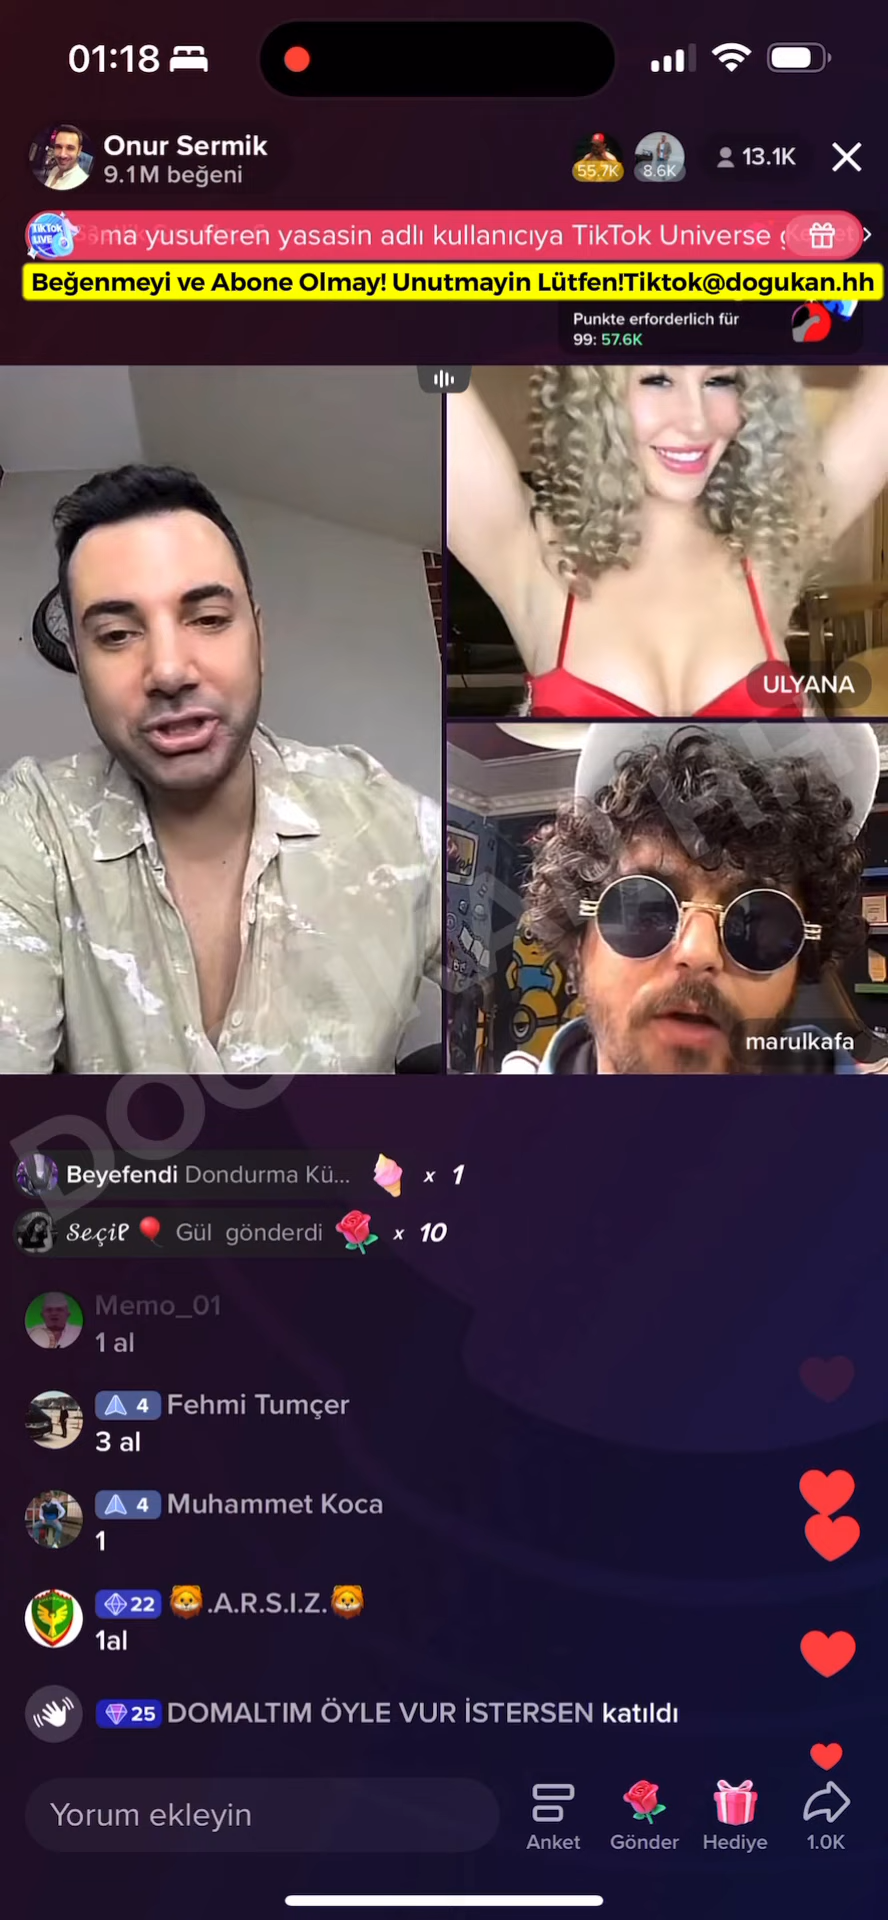 01:18
Onur Sermik
9.1M beğeni
55.7K
8.6K
13.1K
TikTok LIVE
ama yusuferen yasasin adlı kullanıcıya TikTok Universe
Beğenmeyi ve Abone Olmay! Unutmayin Lütfen!Tiktok@dogukan.hh
Punkte erforderlich für
99: 57.6K
ULYANA
marulkafa
Beyefendi Dondurma Kü... x 1
Seçil Gül gönderdi x 10
Memo_01
1 al
4 Fehmi Tumçer
3 al
4 Muhammet Koca
1
22 .A.R.S.I.Z.
1al
25 DOMALTIM ÖYLE VUR İSTERSEN katıldı
Yorum ekleyin
Anket
Gönder
Hediye
1.0K